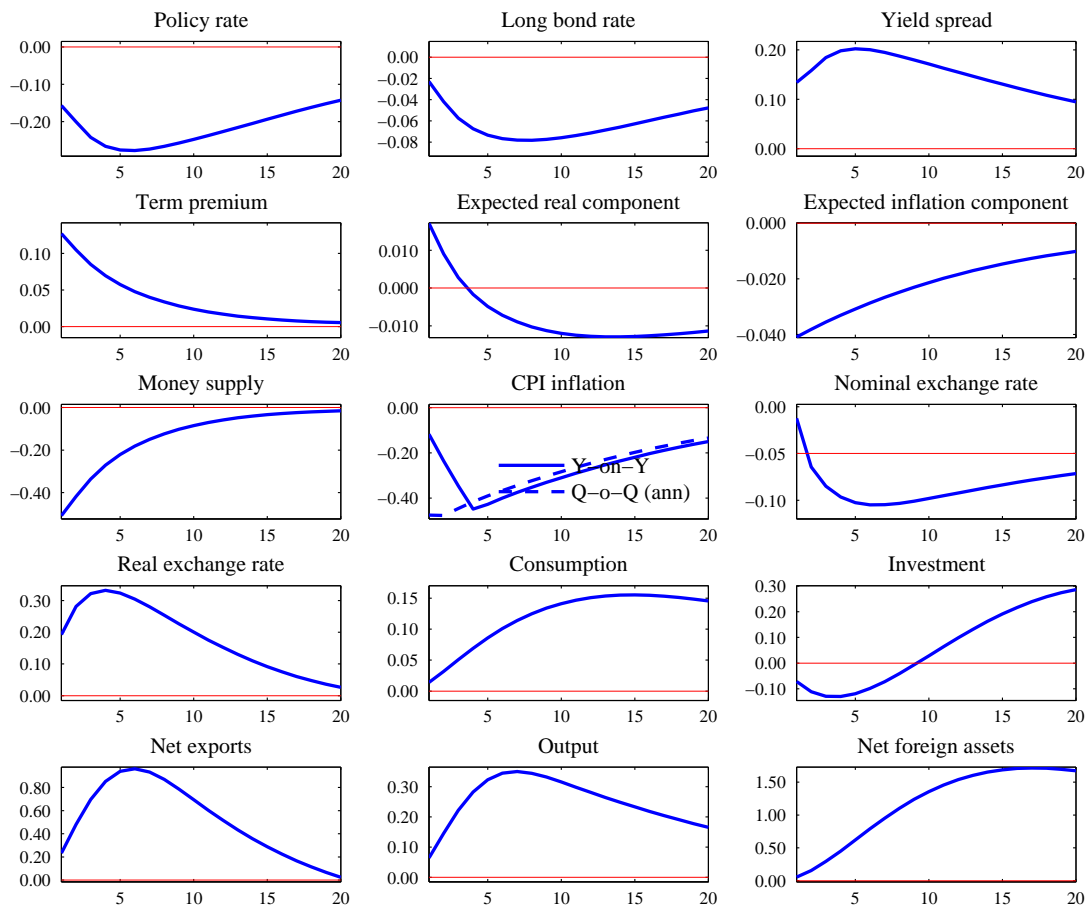 Policy rate
0.00
−0.10
−0.20
5 10 15 20
Long bond rate
0.00
−0.02
−0.04
−0.06
−0.08
5 10 15 20
Yield spread
0.20
0.10
0.00
5 10 15 20
Term premium
0.10
0.05
0.00
5 10 15 20
Expected real component
0.010
0.000
−0.010
5 10 15 20
Expected inflation component
0.000
−0.020
−0.040
5 10 15 20
Money supply
0.00
−0.20
−0.40
5 10 15 20
CPI inflation
0.00
−0.20
−0.40
Y−on−Y
Q−o−Q (ann)
5 10 15 20
Nominal exchange rate
0.00
−0.05
−0.10
5 10 15 20
Real exchange rate
0.30
0.20
0.10
0.00
5 10 15 20
Consumption
0.15
0.10
0.05
0.00
5 10 15 20
Investment
0.30
0.20
0.10
0.00
−0.10
5 10 15 20
Net exports
0.80
0.60
0.40
0.20
0.00
5 10 15 20
Output
0.30
0.20
0.10
0.00
5 10 15 20
Net foreign assets
1.50
1.00
0.50
0.00
5 10 15 20